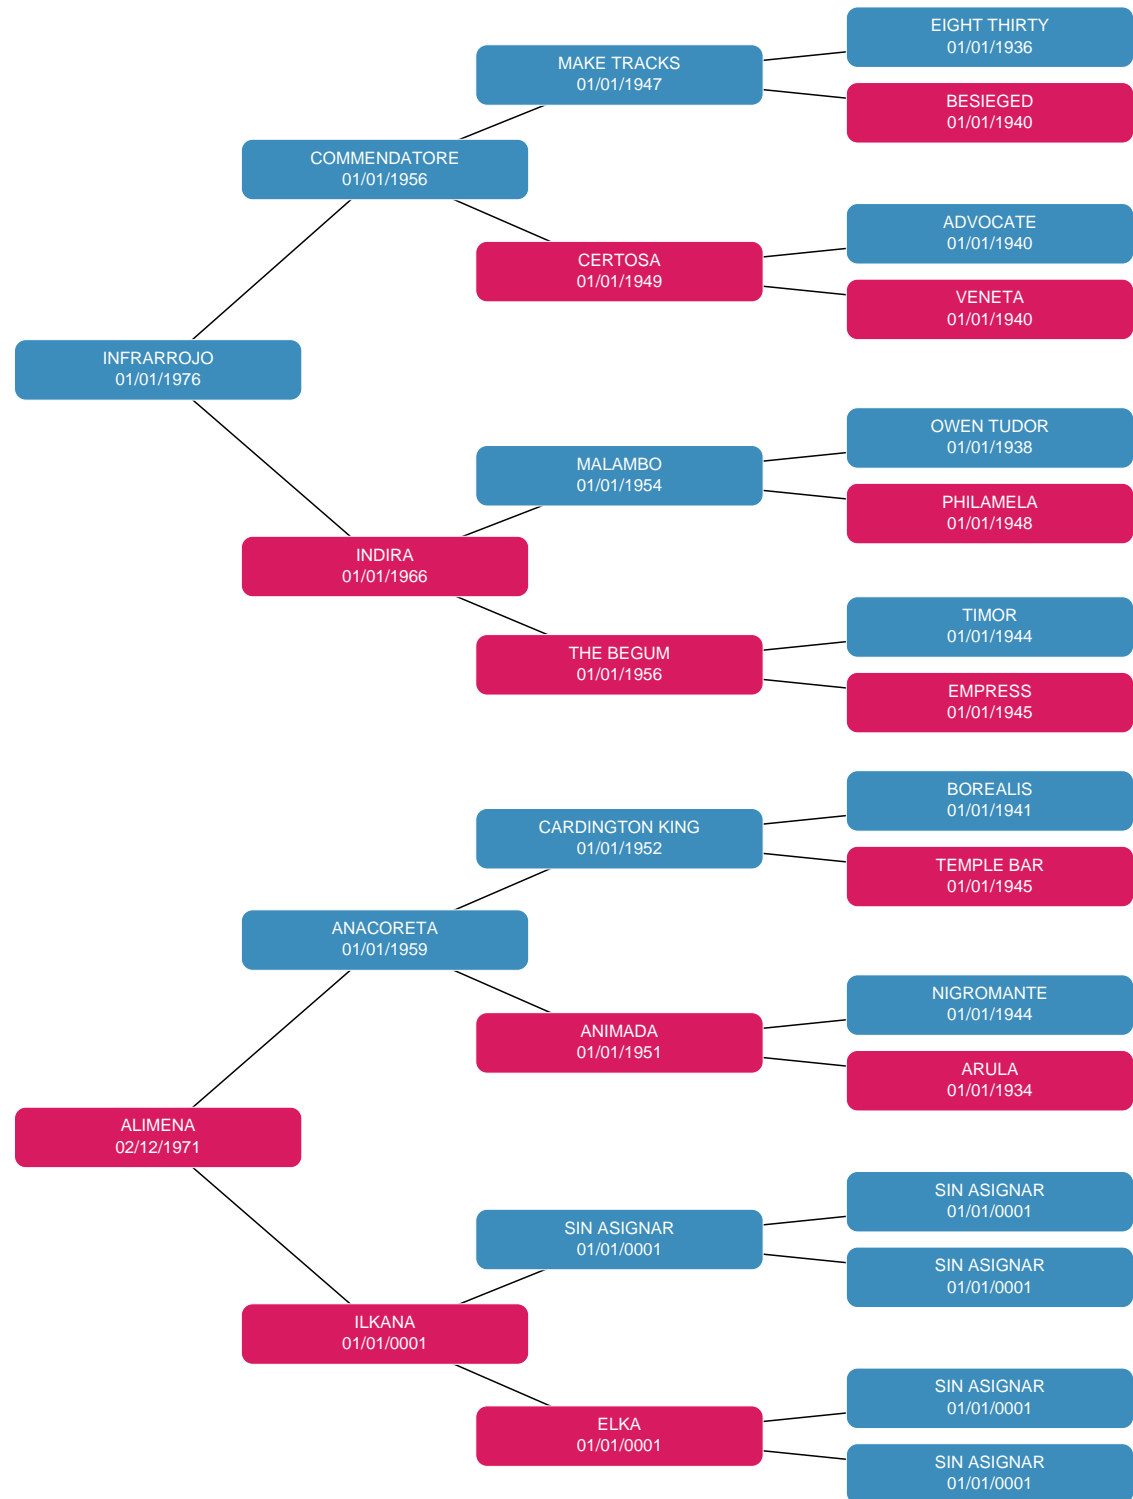 EIGHT THIRTY
01/01/1936
MAKE TRACKS
01/01/1947
BESIEGED
01/01/1940
COMMENDATORE
01/01/1956
ADVOCATE
01/01/1940
CERTOSA
01/01/1949
VENETA
01/01/1940
INFRARROJO
01/01/1976
OWEN TUDOR
01/01/1938
MALAMBO
01/01/1954
PHILAMELA
01/01/1948
INDIRA
01/01/1966
TIMOR
01/01/1944
THE BEGUM
01/01/1956
EMPRESS
01/01/1945
BOREALIS
01/01/1941
CARDINGTON KING
01/01/1952
TEMPLE BAR
01/01/1945
ANACORETA
01/01/1959
NIGROMANTE
01/01/1944
ANIMADA
01/01/1951
ARULA
01/01/1934
ALIMENA
02/12/1971
SIN ASIGNAR
01/01/0001
SIN ASIGNAR
01/01/0001
SIN ASIGNAR
01/01/0001
ILKANA
01/01/0001
SIN ASIGNAR
01/01/0001
ELKA
01/01/0001
SIN ASIGNAR
01/01/0001